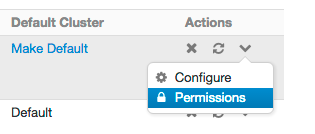 Default Cluster Actions
Make Default
Configure
Permissions
Default